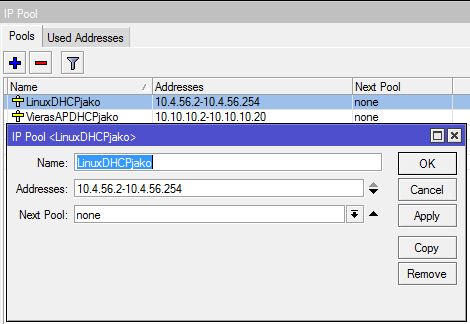 IP Pool
Pools Used Addresses
Name Addresses Next Pool
LinuxDHCPjako 10.4.56.2-10.4.56.254 none
VierasAPDHCPjako 10.10.10.2-10.10.10.20 none
IP Pool <LinuxDHCPjako>
Name: LinuxDHCPjako OK
Addresses: 10.4.56.2-10.4.56.254 Cancel
Next Pool: none Apply
Copy
Remove